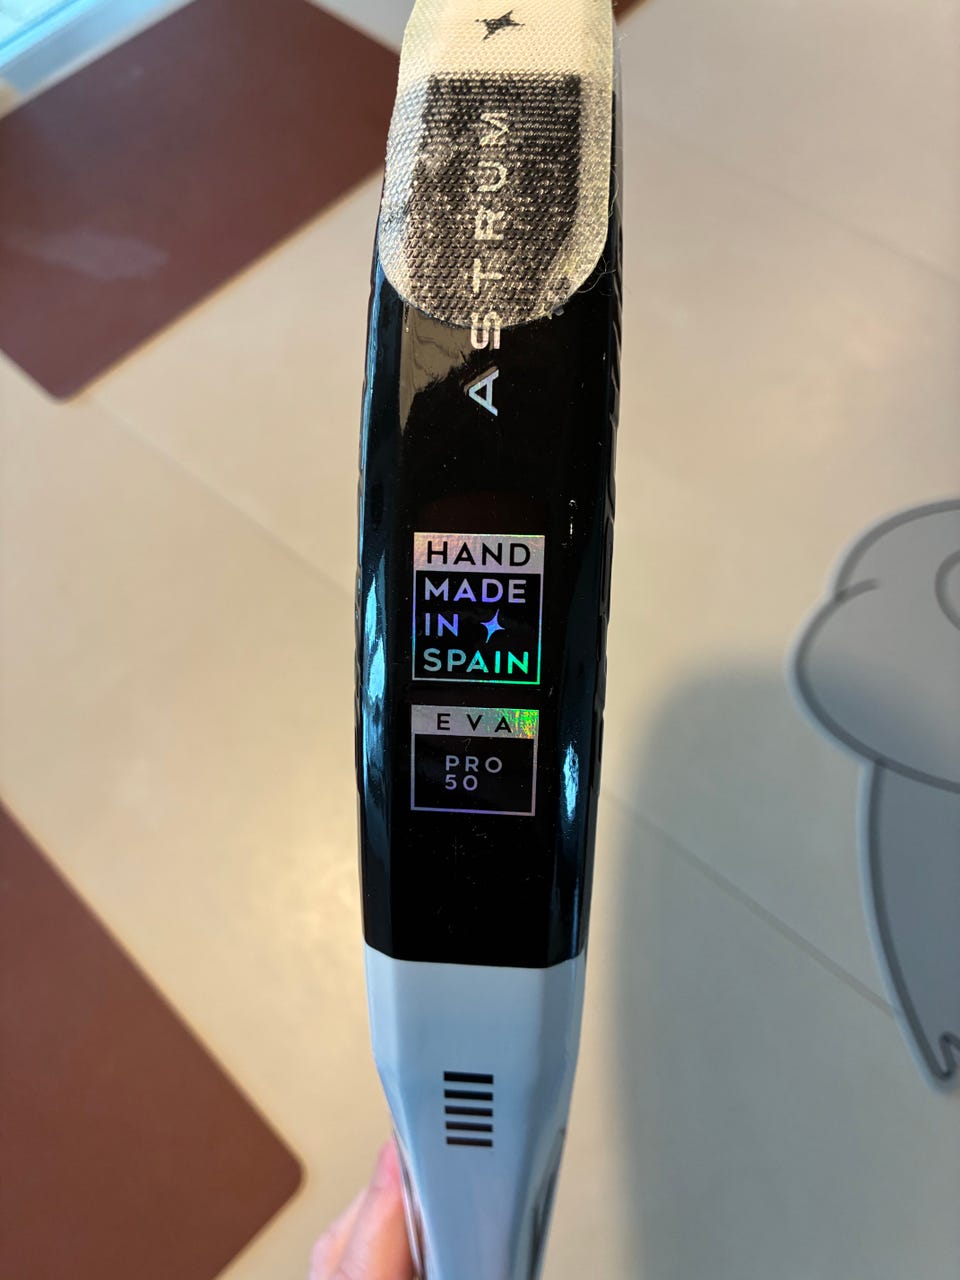 ASTRUM
HAND
MADE
IN
SPAIN
EVA
PRO
50